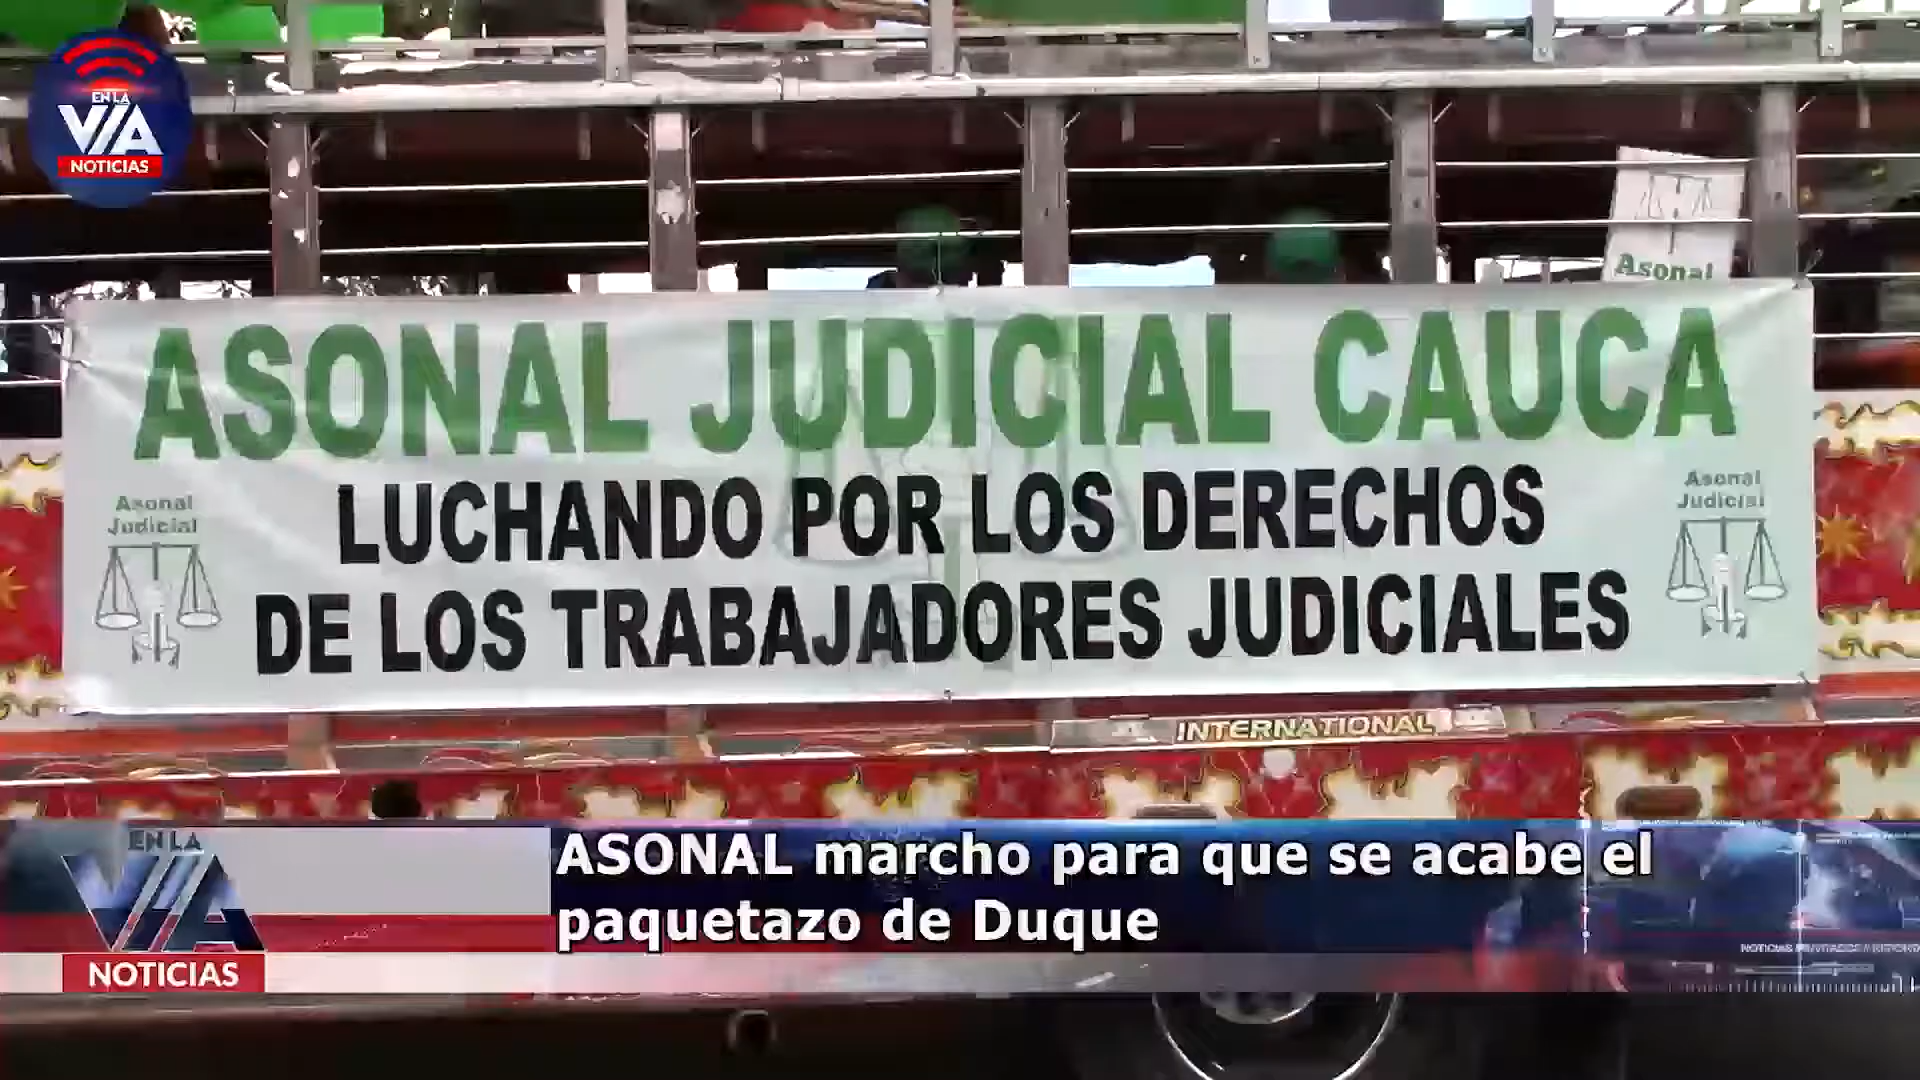 EN LA
VIA
NOTICIAS
Asonal
ASONAL JUDICIAL CAUCA
LUCHANDO POR LOS DERECHOS
DE LOS TRABAJADORES JUDICIALES
Asonal
Judicial
Asonal
Judicial
INTERNATIONAL
EN LA
VIA
NOTICIAS
ASONAL marcho para que se acabe el
paquetazo de Duque